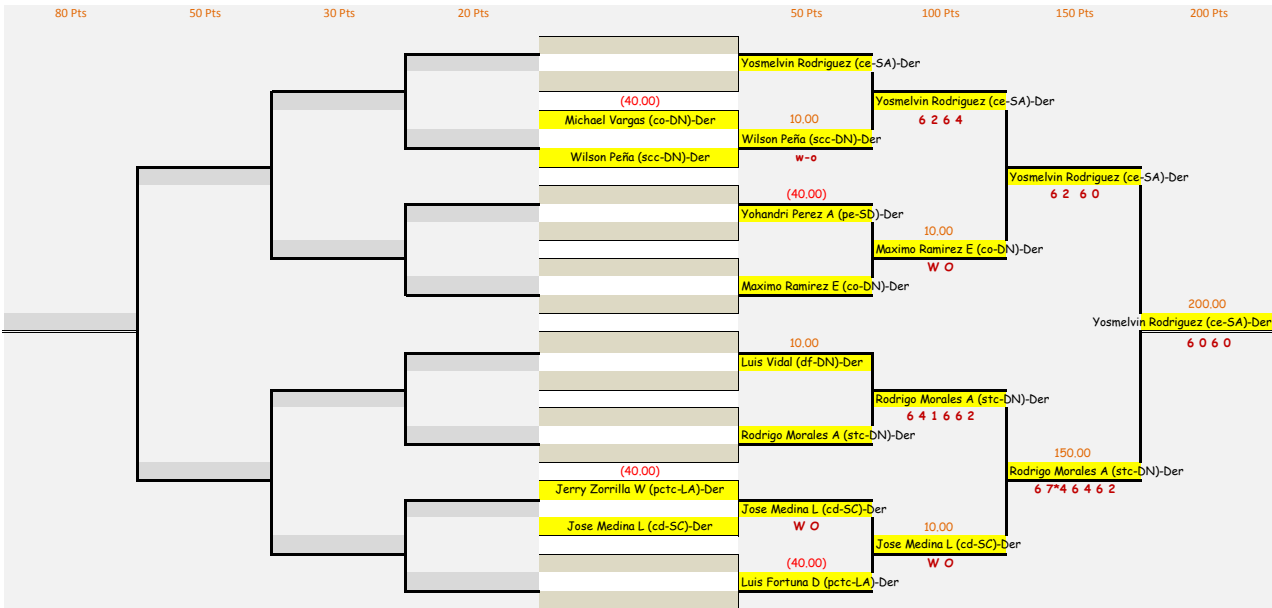 80 Pts 50 Pts 30 Pts 20 Pts 50 Pts 100 Pts 150 Pts 200 Pts
Yosmelvin Rodriguez (ce-SA)-Der
(40.00) Yosmelvin Rodriguez (ce-SA)-Der
Michael Vargas (co-DN)-Der 10.00 6 2 6 4
Wilson Peña (scc-DN)-Der
Wilson Peña (scc-DN)-Der w-o
Yosmelvin Rodriguez (ce-SA)-Der
(40.00) 6 2 6 0
Yohandri Perez A (pe-SD)-Der
10.00
Maximo Ramirez E (co-DN)-Der
W O
Maximo Ramirez E (co-DN)-Der
200.00
Yosmelvin Rodriguez (ce-SA)-Der
10.00 6 0 6 0
Luis Vidal (df-DN)-Der
Rodrigo Morales A (stc-DN)-Der
6 4 1 6 6 2
Rodrigo Morales A (stc-DN)-Der
150.00
(40.00) Rodrigo Morales A (stc-DN)-Der
Jerry Zorrilla W (pctc-LA)-Der 6 7*4 6 4 6 2
Jose Medina L (cd-SC)-Der
Jose Medina L (cd-SC)-Der W O 10.00
Jose Medina L (cd-SC)-Der
(40.00) W O
Luis Fortuna D (pctc-LA)-Der